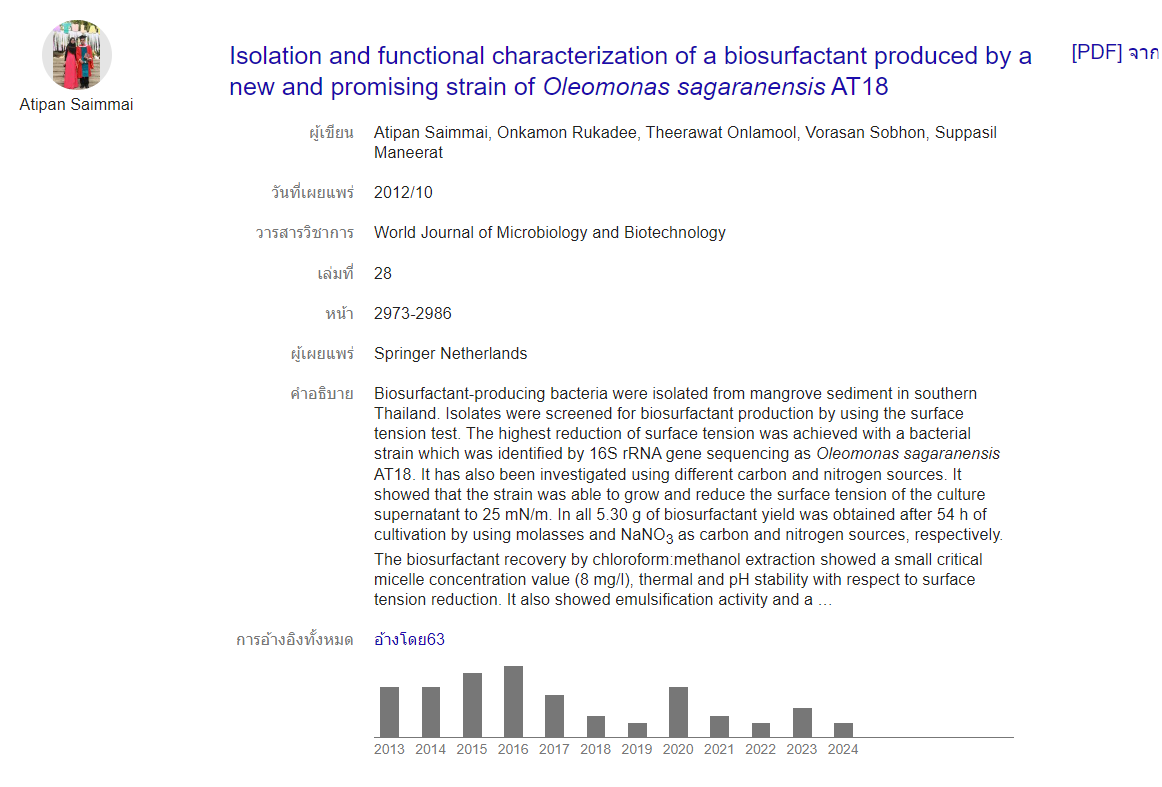 Atipan Saimmai
Isolation and functional characterization of a biosurfactant produced by a
new and promising strain of Oleomonas sagaranensis AT18
[PDF] จาก
ผู้เขียน Atipan Saimmai, Onkamon Rukadee, Theerawat Onlamool, Vorasan Sobhon, Suppasil
Maneerat
วันที่เผยแพร่ 2012/10
วารสารวิชาการ World Journal of Microbiology and Biotechnology
เล่มที่ 28
หน้า 2973-2986
ผู้เผยแพร่ Springer Netherlands
คำอธิบาย Biosurfactant-producing bacteria were isolated from mangrove sediment in southern
Thailand. Isolates were screened for biosurfactant production by using the surface
tension test. The highest reduction of surface tension was achieved with a bacterial
strain which was identified by 16S rRNA gene sequencing as Oleomonas sagaranensis
AT18. It has also been investigated using different carbon and nitrogen sources. It
showed that the strain was able to grow and reduce the surface tension of the culture
supernatant to 25 mN/m. In all 5.30 g of biosurfactant yield was obtained after 54 h of
cultivation by using molasses and NaNO3 as carbon and nitrogen sources, respectively.
The biosurfactant recovery by chloroform:methanol extraction showed a small critical
micelle concentration value (8 mg/l), thermal and pH stability with respect to surface
tension reduction. It also showed emulsification activity and a …
การอ้างอิงทั้งหมด อ้างโดย63
2013 2014 2015 2016 2017 2018 2019 2020 2021 2022 2023 2024